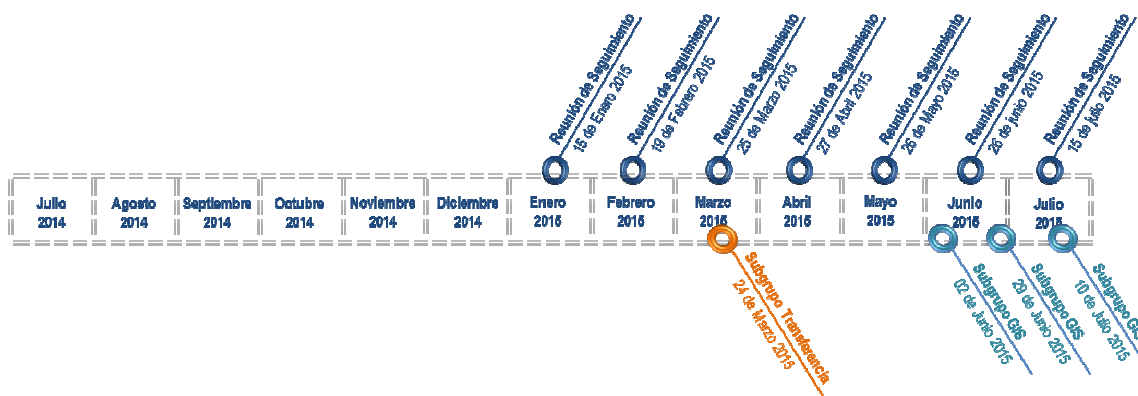 Reunión de Seguimiento
15 de Enero 2015
Reunión de Seguimiento
19 de Febrero 2015
Reunión de Seguimiento
25 de Marzo 2015
Reunión de Seguimiento
27 de Abril 2015
Reunión de Seguimiento
26 de Mayo 2015
Reunión de Seguimiento
26 de junio 2015
Reunión de Seguimiento
15 de julio 2015
Julio
2014
Agosto
2014
Septiembre
2014
Octubre
2014
Noviembre
2014
Diciembre
2014
Enero
2015
Febrero
2015
Marzo
2015
Abril
2015
Mayo
2015
Junio
2015
Julio
2015
Subgrupo Transferencia
24 de Marzo 2015
Subgrupo GIS
02 de Junio 2015
Subgrupo GIS
29 de Junio 2015
Subgrupo GIS
10 de Julio 2015